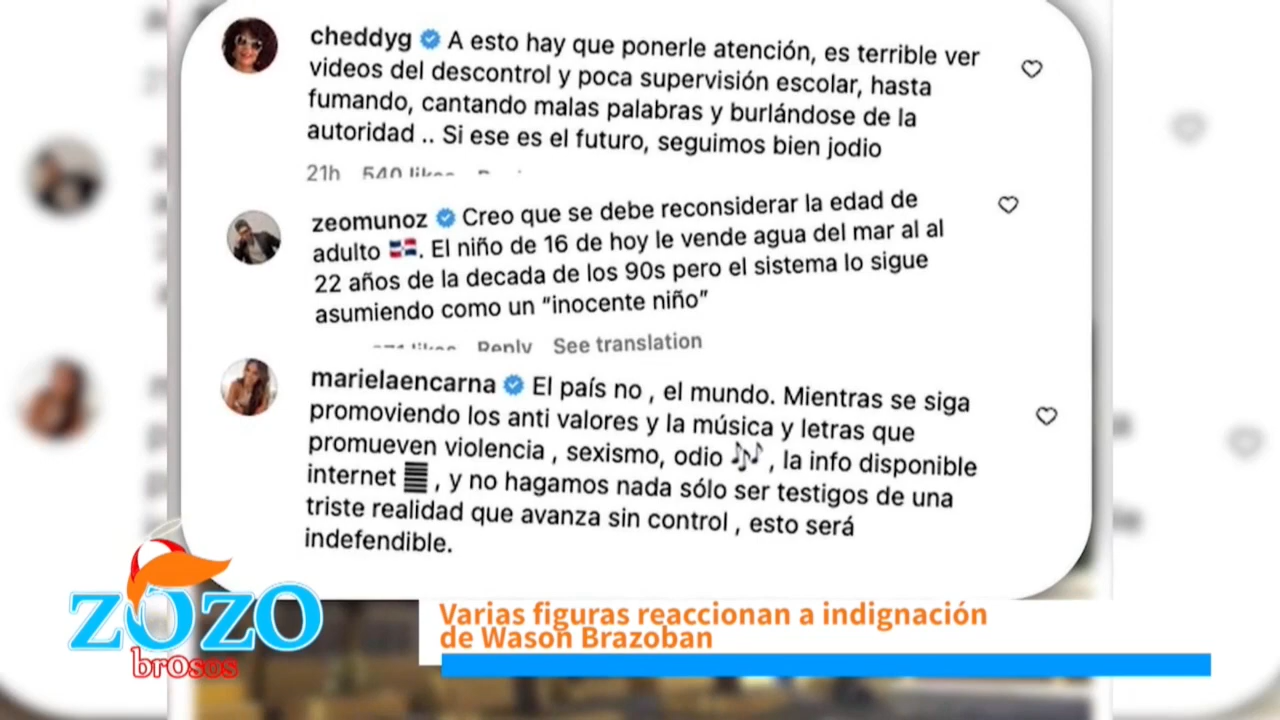 cheddyg A esto hay que ponerle atención, es terrible ver
videos del descontrol y poca supervisión escolar, hasta
fumando, cantando malas palabras y burlándose de la
autoridad .. Si ese es el futuro, seguimos bien jodio
21h 540 likes
zeomunoz Creo que se debe reconsiderar la edad de
adulto 🇩🇴. El niño de 16 de hoy le vende agua del mar al al
22 años de la decada de los 90s pero el sistema lo sigue
asumiendo como un “inocente niño”
likes Reply See translation
marielaencarna El país no , el mundo. Mientras se siga
promoviendo los anti valores y la música y letras que
promueven violencia , sexismo, odio 🎶 , la info disponible
internet , y no hagamos nada sólo ser testigos de una
triste realidad que avanza sin control , esto será
indefendible.
ZOZO
brosos
Varias figuras reaccionan a indignación
de Wason Brazoban